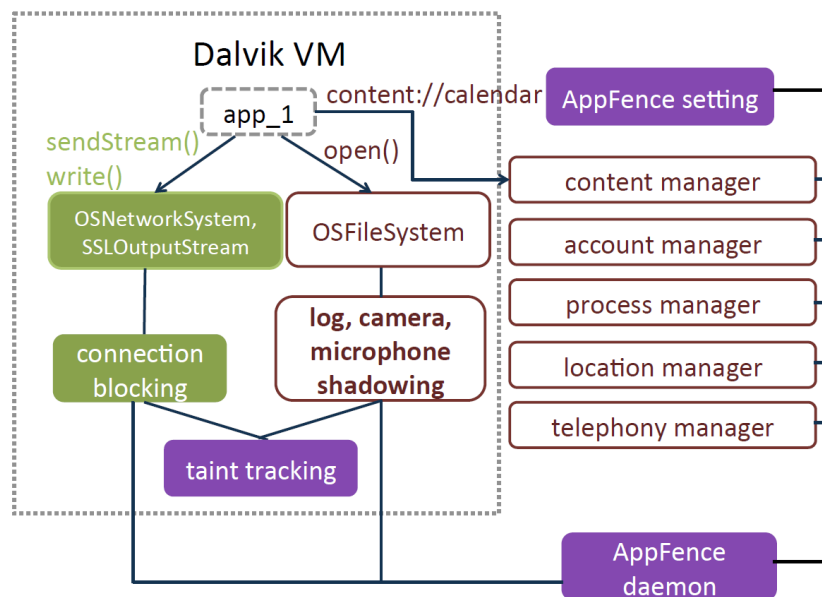 Dalvik VM
app_1
content://calendar
AppFence setting
sendStream()
write()
open()
content manager
OSNetworkSystem,
SSLOutputStream
OSFileSystem
account manager
process manager
log, camera,
microphone
shadowing
connection
blocking
location manager
telephony manager
taint tracking
AppFence
daemon